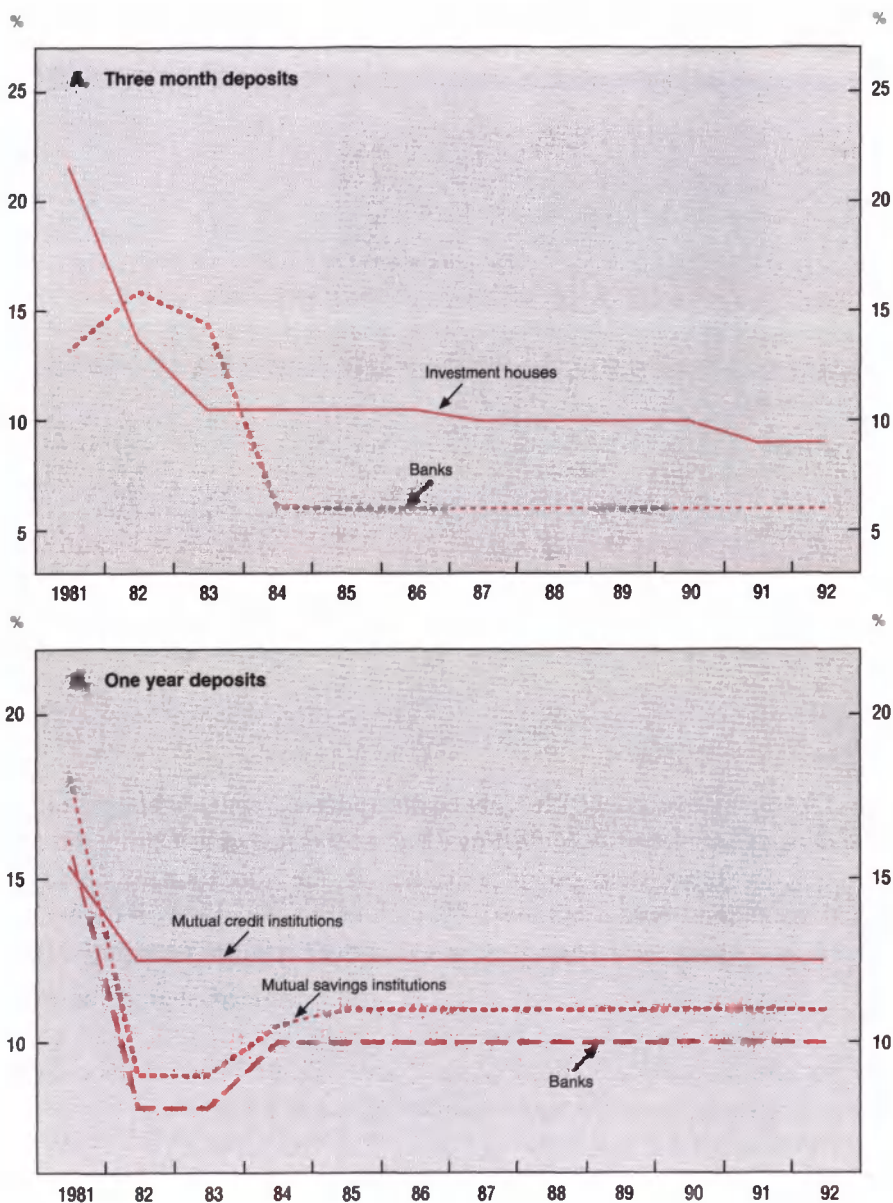 % %
Three month deposits
25 25
20 20
15 15
Investment houses
10 10
Banks
5 5
1981 82 83 84 85 86 87 88 89 90 91 92
% %
One year deposits
20 20
15 15
Mutual credit institutions
Mutual savings institutions
10 10
Banks
1981 82 83 84 85 86 87 88 89 90 91 92